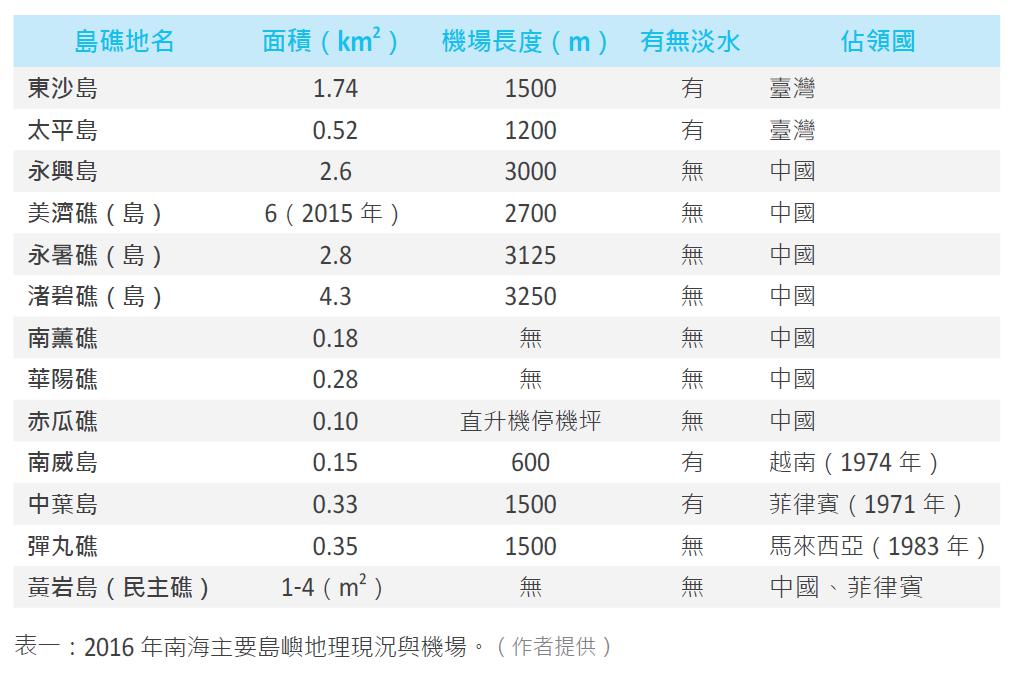 島礁地名 面積（km²） 機場長度（m） 有無淡水 佔領國
東沙島 1.74 1500 有 臺灣
太平島 0.52 1200 有 臺灣
永興島 2.6 3000 無 中國
美濟礁（島） 6（2015 年） 2700 無 中國
永暑礁（島） 2.8 3125 無 中國
渚碧礁（島） 4.3 3250 無 中國
南薰礁 0.18 無 無 中國
華陽礁 0.28 無 無 中國
赤瓜礁 0.10 直升機停機坪 無 中國
南威島 0.15 600 有 越南（1974 年）
中葉島 0.33 1500 有 菲律賓（1971 年）
彈丸礁 0.35 1500 無 馬來西亞（1983 年）
黃岩島（民主礁） 1-4（m²） 無 無 中國、菲律賓
表一：2016 年南海主要島嶼地理現況與機場。（作者提供）